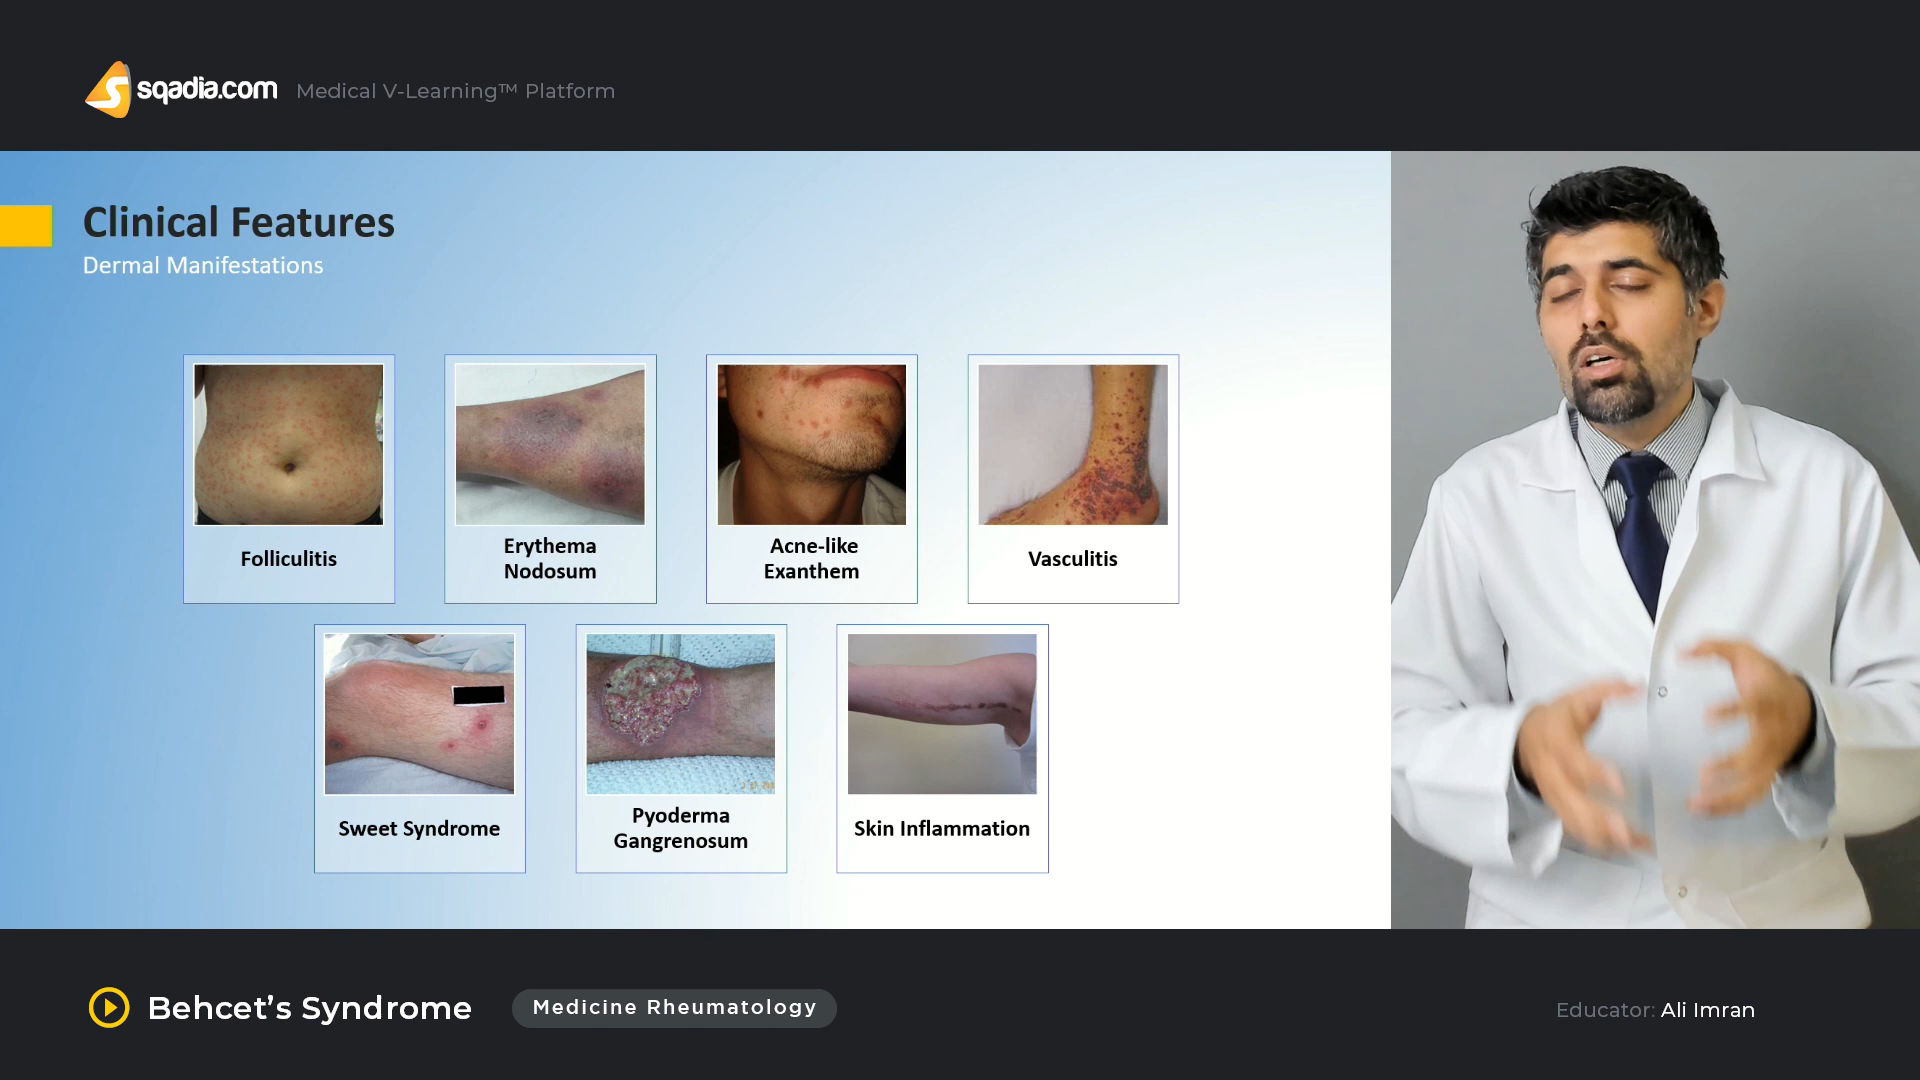 sqadia.com Medical V-Learning™ Platform
Clinical Features
Dermal Manifestations
Folliculitis
Erythema
Nodosum
Acne-like
Exanthem
Vasculitis
Sweet Syndrome
Pyoderma
Gangrenosum
Skin Inflammation
Behcet’s Syndrome
Medicine Rheumatology
Educator: Ali Imran